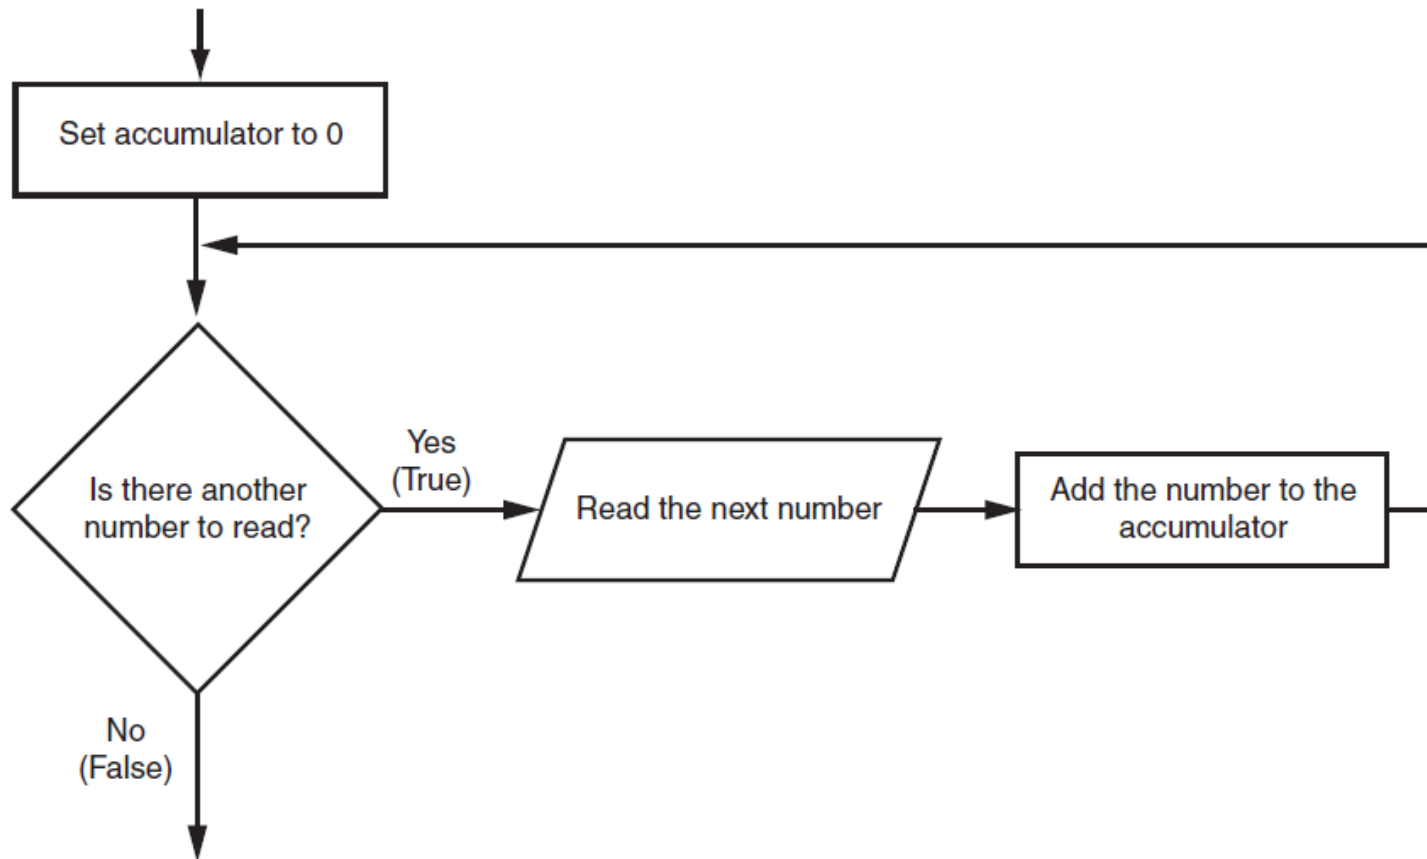 Set accumulator to 0
Is there another
number to read?
Yes
(True)
Read the next number
Add the number to the
accumulator
No
(False)